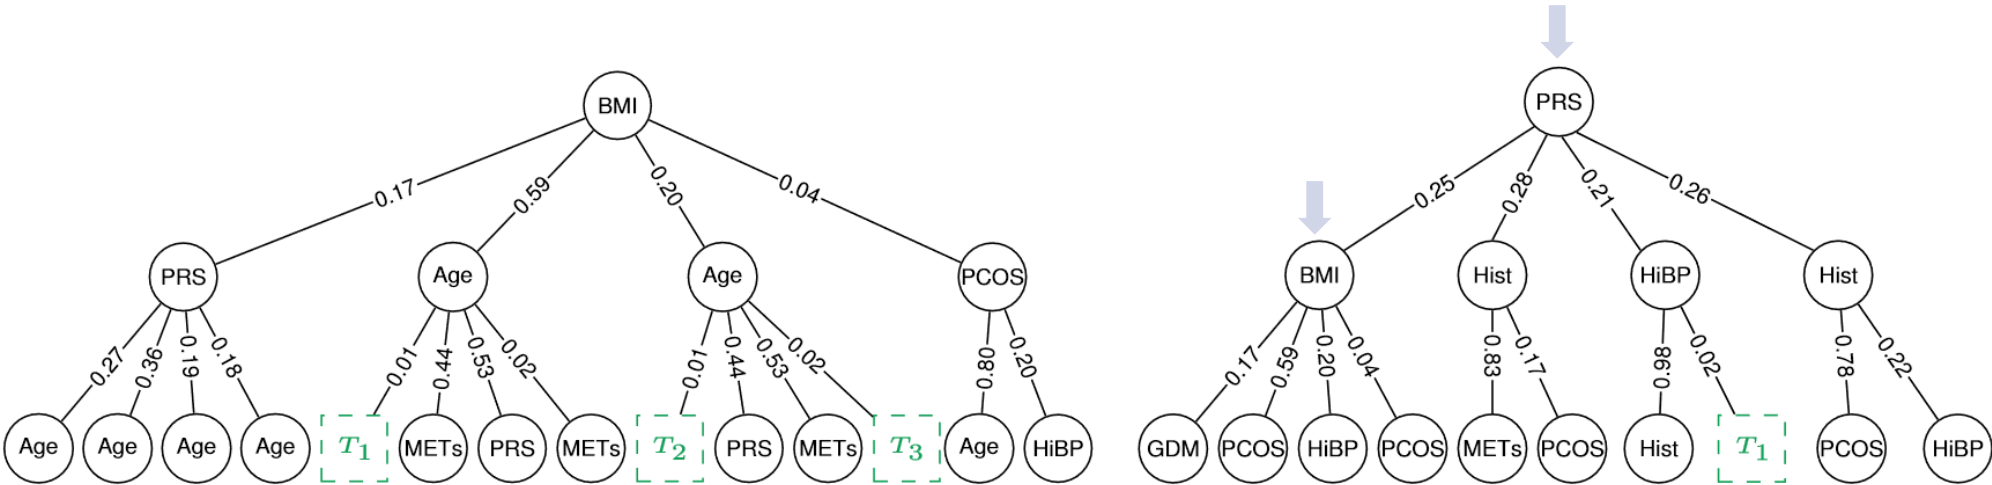 PRS
BMI
0.17
0.59
0.20
0.04
0.25
0.28
0.21
0.26
PRS
Age
Age
PCOS
BMI
Hist
HiBP
Hist
0.27
0.36
0.19
0.18
0.01
0.44
0.53
0.02
0.01
0.44
0.53
0.02
0.80
0.20
0.17
0.59
0.20
0.04
0.83
0.17
0.98
0.02
0.78
0.22
Age
Age
Age
Age
T1
METs
PRS
METs
T2
PRS
METs
T3
Age
HiBP
GDM
PCOS
HiBP
PCOS
METs
PCOS
Hist
T1
PCOS
HiBP